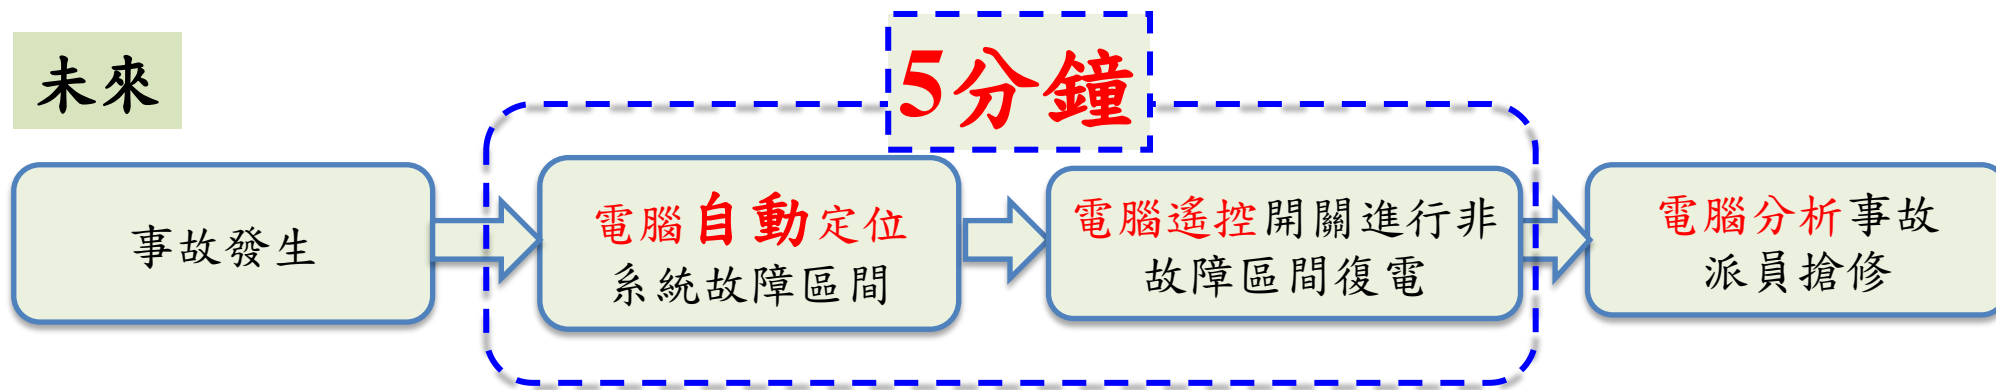 未來
5分鐘
事故發生
電腦自動定位
系統故障區間
電腦遙控開關進行非
故障區間復電
電腦分析事故
派員搶修